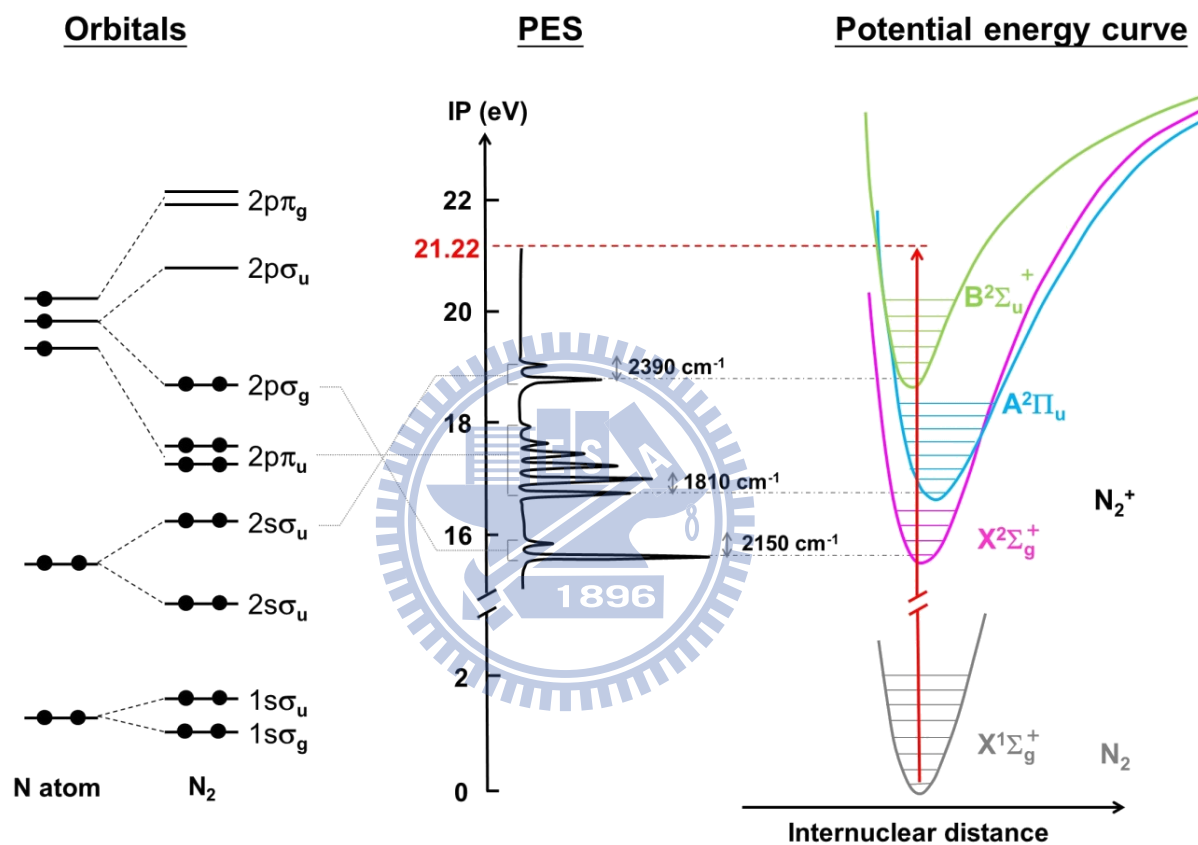 Orbitals
PES
Potential energy curve
IP (eV)
22
21.22
20
18
16
2
0
2pπg
2pσu
2pσg
2pπu
2sσu
2sσu
1sσu
1sσg
N atom
N₂
2390 cm⁻¹
1810 cm⁻¹
2150 cm⁻¹
ES
A
8
1896
B²Σu⁺
A²Πu
X²Σg⁺
N₂⁺
X¹Σg⁺
N₂
Internuclear distance